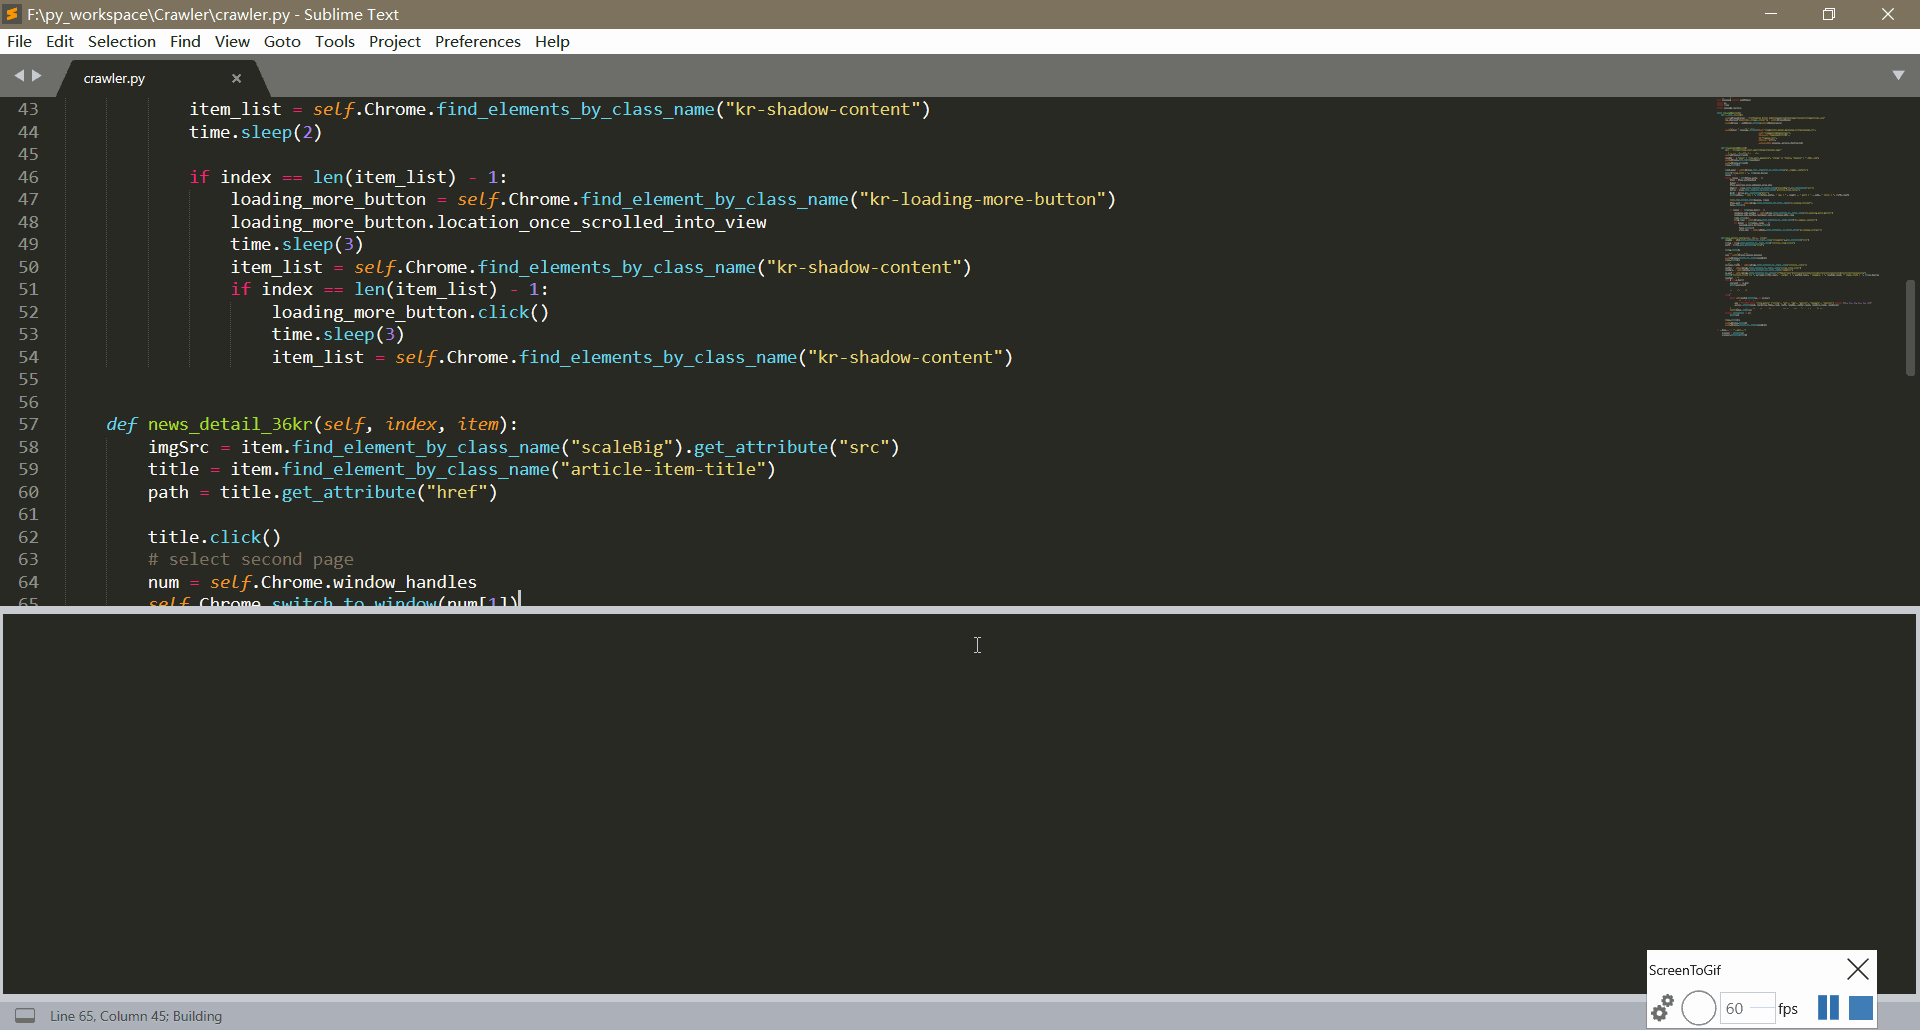 F:\py_workspace\Crawler\crawler.py - Sublime Text
File Edit Selection Find View Goto Tools Project Preferences Help
crawler.py
43 item_list = self.Chrome.find_elements_by_class_name("kr-shadow-content")
44 time.sleep(2)
45
46 if index == len(item_list) - 1:
47 loading_more_button = self.Chrome.find_element_by_class_name("kr-loading-more-button")
48 loading_more_button.location_once_scrolled_into_view
49 time.sleep(3)
50 item_list = self.Chrome.find_elements_by_class_name("kr-shadow-content")
51 if index == len(item_list) - 1:
52 loading_more_button.click()
53 time.sleep(3)
54 item_list = self.Chrome.find_elements_by_class_name("kr-shadow-content")
55
56
57 def news_detail_36kr(self, index, item):
58 imgSrc = item.find_element_by_class_name("scaleBig").get_attribute("src")
59 title = item.find_element_by_class_name("article-item-title")
60 path = title.get_attribute("href")
61
62 title.click()
63 # select second page
64 num = self.Chrome.window_handles
65 self.Chrome.switch_to_window(num[1])
ScreenToGif
60 fps
Line 65, Column 45; Building